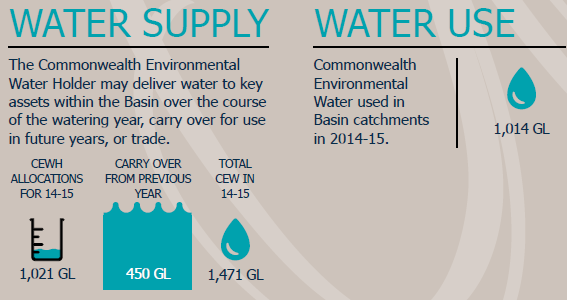 WATER SUPPLY
The Commonwealth Environmental
Water Holder may deliver water to key
assets within the Basin over the course
of the watering year, carry over for use
in future years, or trade.
CEWH
ALLOCATIONS
FOR 14-15
1,021 GL
CARRY OVER
FROM PREVIOUS
YEAR
450 GL
TOTAL
CEW IN
14-15
1,471 GL
WATER USE
Commonwealth
Environmental
Water used in
Basin catchments
in 2014-15.
1,014 GL